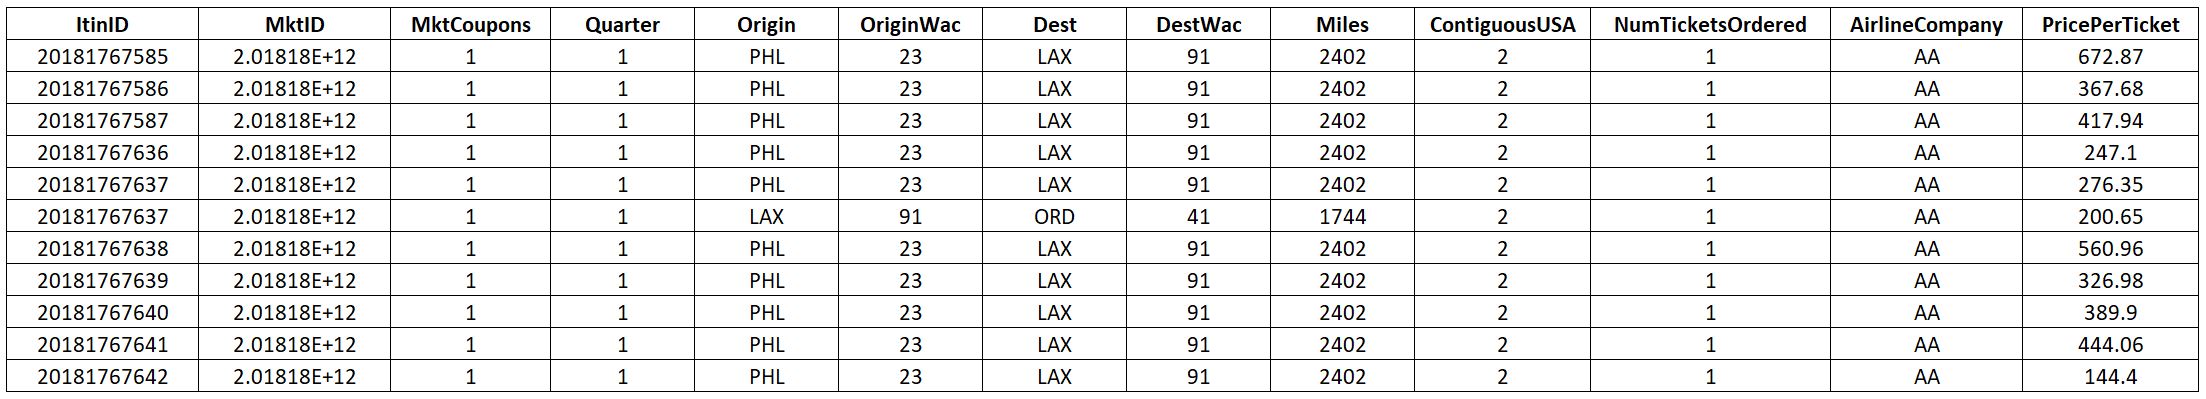 ItinID MktID MktCoupons Quarter Origin OriginWac Dest DestWac Miles ContiguousUSA NumTicketsOrdered AirlineCompany PricePerTicket
20181767585 2.01818E+12 1 1 PHL 23 LAX 91 2402 2 1 AA 672.87
20181767586 2.01818E+12 1 1 PHL 23 LAX 91 2402 2 1 AA 367.68
20181767587 2.01818E+12 1 1 PHL 23 LAX 91 2402 2 1 AA 417.94
20181767636 2.01818E+12 1 1 PHL 23 LAX 91 2402 2 1 AA 247.1
20181767637 2.01818E+12 1 1 PHL 23 LAX 91 2402 2 1 AA 276.35
20181767637 2.01818E+12 1 1 LAX 91 ORD 41 1744 2 1 AA 200.65
20181767638 2.01818E+12 1 1 PHL 23 LAX 91 2402 2 1 AA 560.96
20181767639 2.01818E+12 1 1 PHL 23 LAX 91 2402 2 1 AA 326.98
20181767640 2.01818E+12 1 1 PHL 23 LAX 91 2402 2 1 AA 389.9
20181767641 2.01818E+12 1 1 PHL 23 LAX 91 2402 2 1 AA 444.06
20181767642 2.01818E+12 1 1 PHL 23 LAX 91 2402 2 1 AA 144.4